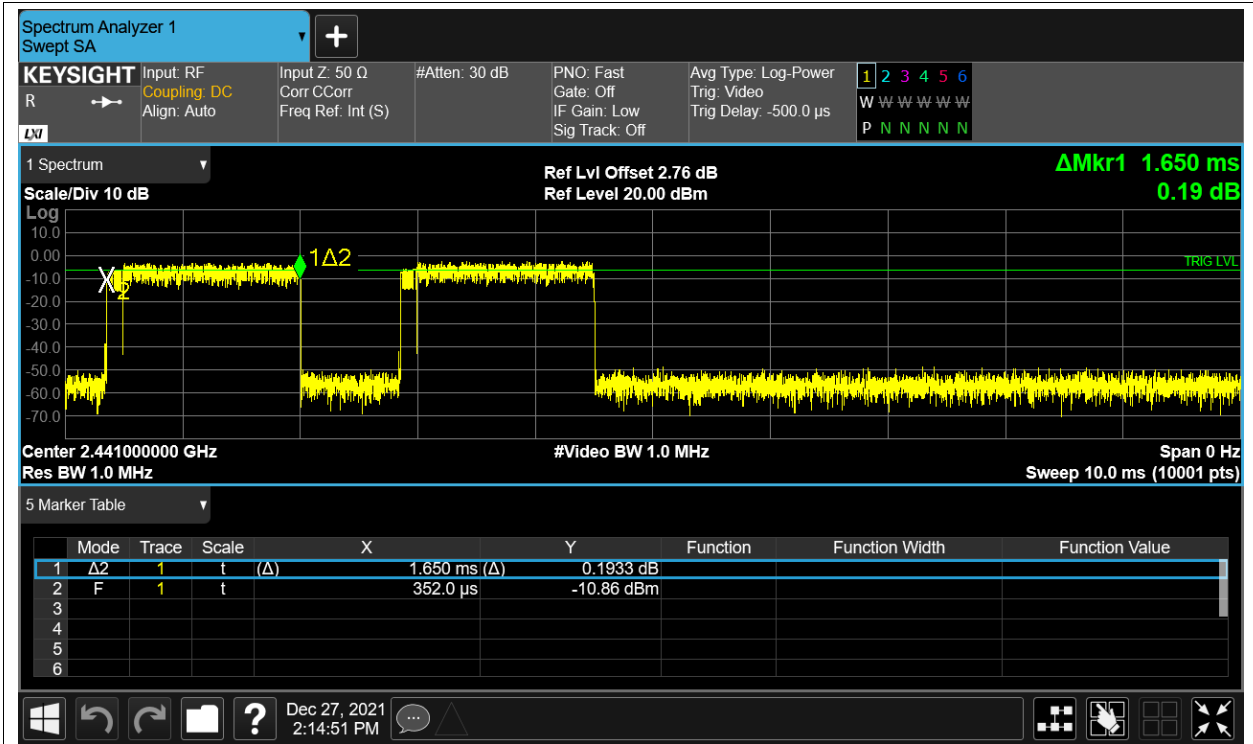 Spectrum Analyzer 1
Swept SA
+
KEYSIGHT Input: RF Input Z: 50 Ω #Atten: 30 dB PNO: Fast Avg Type: Log-Power 1 2 3 4 5 6
R Coupling: DC Corr CCorr Gate: Off Trig: Video W W W W W W
Align: Auto Freq Ref: Int (S) IF Gain: Low Trig Delay: -500.0 µs
LXI Sig Track: Off P N N N N N
1 Spectrum Ref Lvl Offset 2.76 dB ΔMkr1 1.650 ms
Scale/Div 10 dB Ref Level 20.00 dBm 0.19 dB
Log
10.0
0.00 1Δ2 TRIG LVL
-10.0 X2
-20.0
-30.0
-40.0
-50.0
-60.0
-70.0
Center 2.441000000 GHz #Video BW 1.0 MHz Span 0 Hz
Res BW 1.0 MHz Sweep 10.0 ms (10001 pts)
5 Marker Table
Mode Trace Scale X Y Function Function Width Function Value
1 Δ2 1 t (Δ) 1.650 ms (Δ) 0.1933 dB
2 F 1 t 352.0 µs -10.86 dBm
3
4
5
6
? Dec 27, 2021
2:14:51 PM